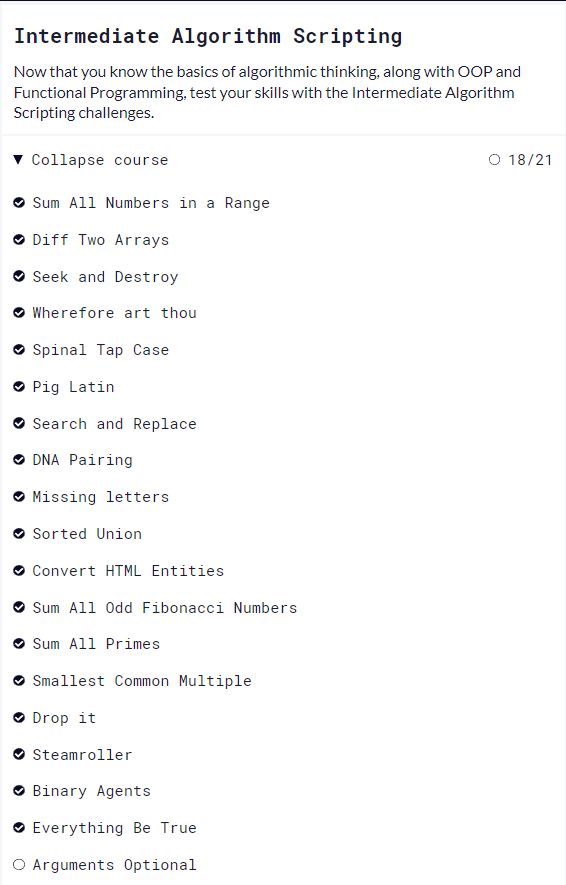 Intermediate Algorithm Scripting
Now that you know the basics of algorithmic thinking, along with OOP and
Functional Programming, test your skills with the Intermediate Algorithm
Scripting challenges.
Collapse course 18/21
Sum All Numbers in a Range
Diff Two Arrays
Seek and Destroy
Wherefore art thou
Spinal Tap Case
Pig Latin
Search and Replace
DNA Pairing
Missing letters
Sorted Union
Convert HTML Entities
Sum All Odd Fibonacci Numbers
Sum All Primes
Smallest Common Multiple
Drop it
Steamroller
Binary Agents
Everything Be True
Arguments Optional